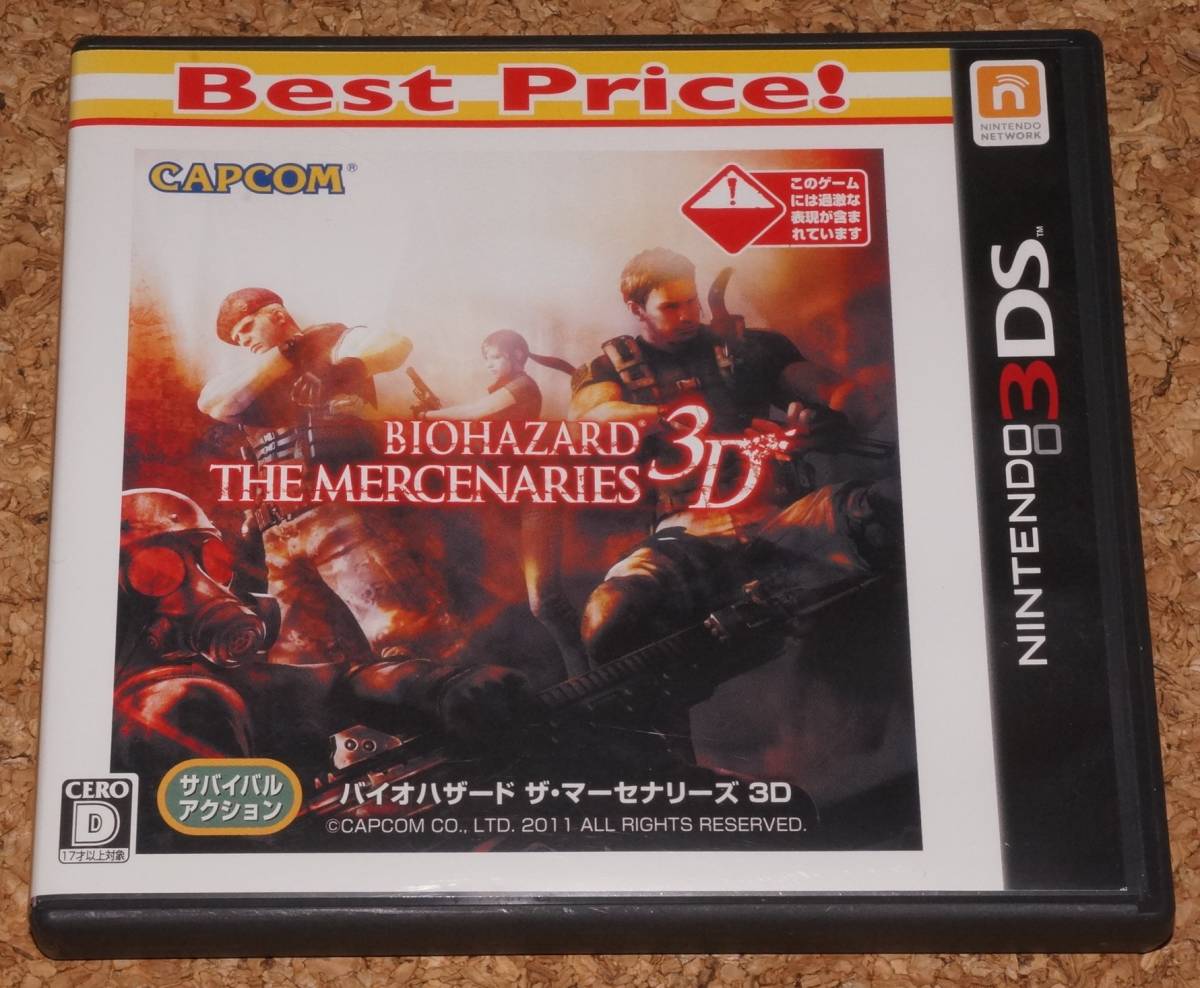 Best Price!
NINTENDO
NETWORK
CAPCOM®
このゲーム
には過激な
表現が含ま
れています
NINTENDO 3DS™
BIOHAZARD®
THE MERCENARIES 3D
CERO
D
17才以上対象
サバイバル
アクション
バイオハザード ザ・マーセナリーズ 3D
©CAPCOM CO., LTD. 2011 ALL RIGHTS RESERVED.